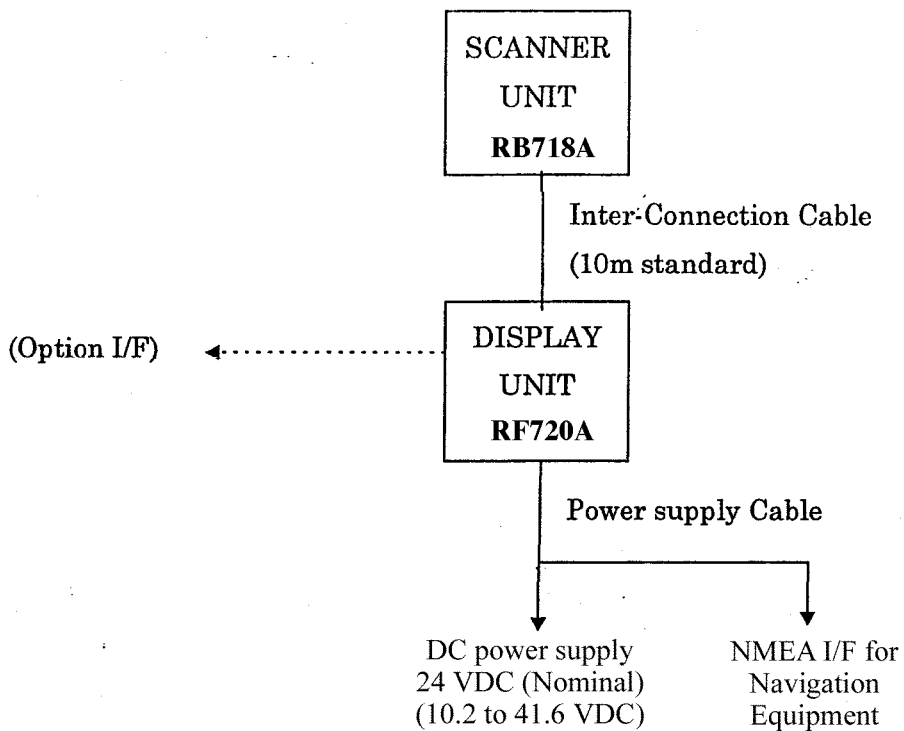 SCANNER
UNIT
RB718A
Inter-Connection Cable
(10m standard)
(Option I/F)
DISPLAY
UNIT
RF720A
Power supply Cable
DC power supply
24 VDC (Nominal)
(10.2 to 41.6 VDC)
NMEA I/F for
Navigation
Equipment